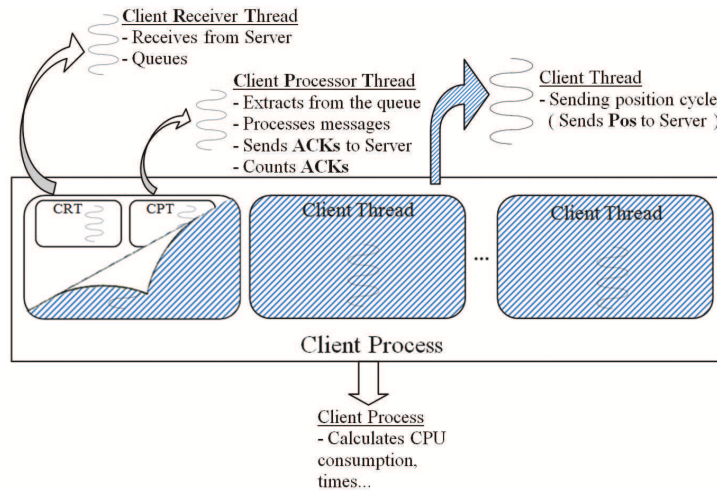 Client Receiver Thread
- Receives from Server
- Queues
Client Processor Thread
- Extracts from the queue
- Processes messages
- Sends ACKs to Server
- Counts ACKs
Client Thread
- Sending position cycle
( Sends Pos to Server )
CRT
CPT
Client Thread
...
Client Thread
Client Process
Client Process
- Calculates CPU
consumption,
times...